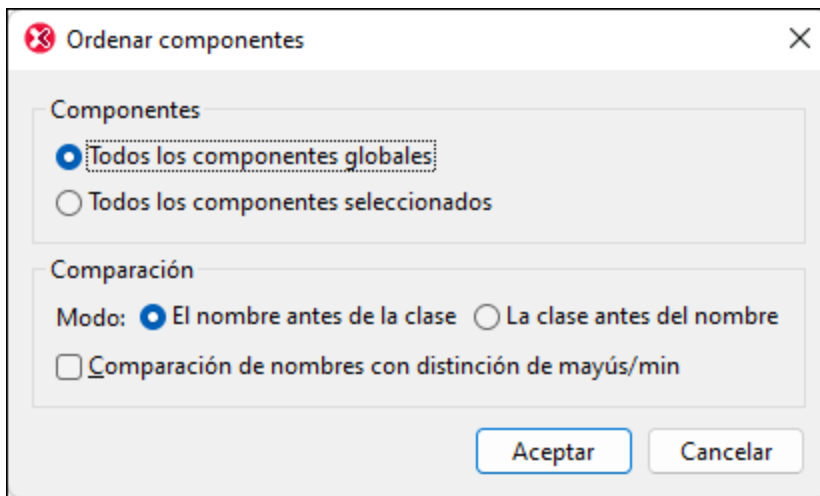 Ordenar componentes
Componentes
Todos los componentes globales
Todos los componentes seleccionados
Comparación
Modo: El nombre antes de la clase La clase antes del nombre
Comparación de nombres con distinción de mayús/min
Aceptar Cancelar